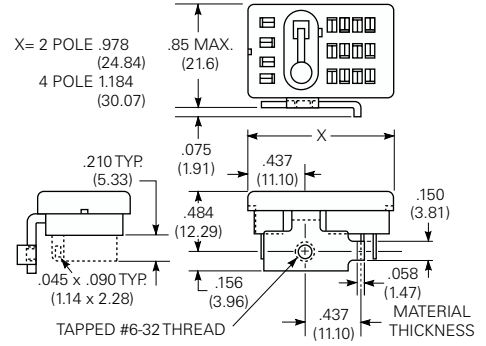 X= 2 POLE .978
(24.84)
4 POLE 1.184
(30.07)
.85 MAX.
(21.6)
.075
(1.91)
X
.210 TYP.
(5.33)
.437
(11.10)
.484
(12.29)
.150
(3.81)
.045 x .090 TYP.
(1.14 x 2.28)
.156
(3.96)
.058
(1.47)
TAPPED #6-32 THREAD
.437
(11.10)
MATERIAL
THICKNESS